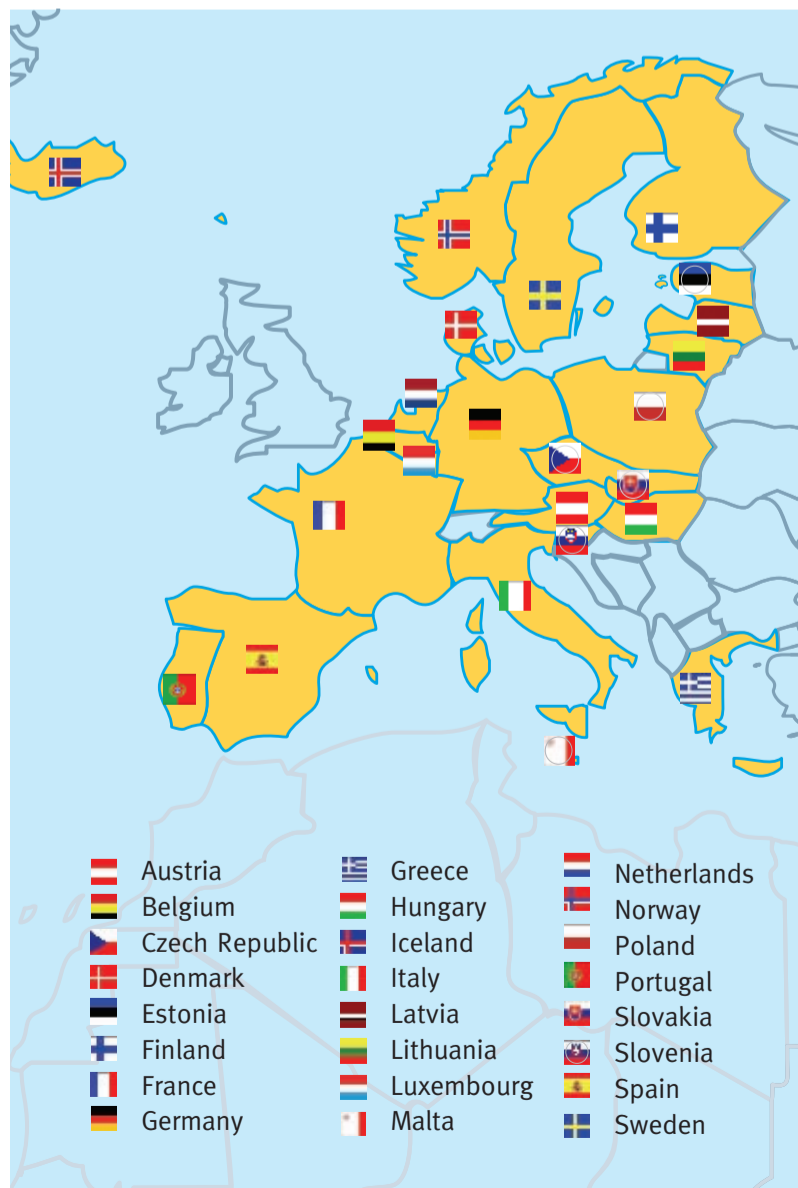 Austria
Belgium
Czech Republic
Denmark
Estonia
Finland
France
Germany
Greece
Hungary
Iceland
Italy
Latvia
Lithuania
Luxembourg
Malta
Netherlands
Norway
Poland
Portugal
Slovakia
Slovenia
Spain
Sweden